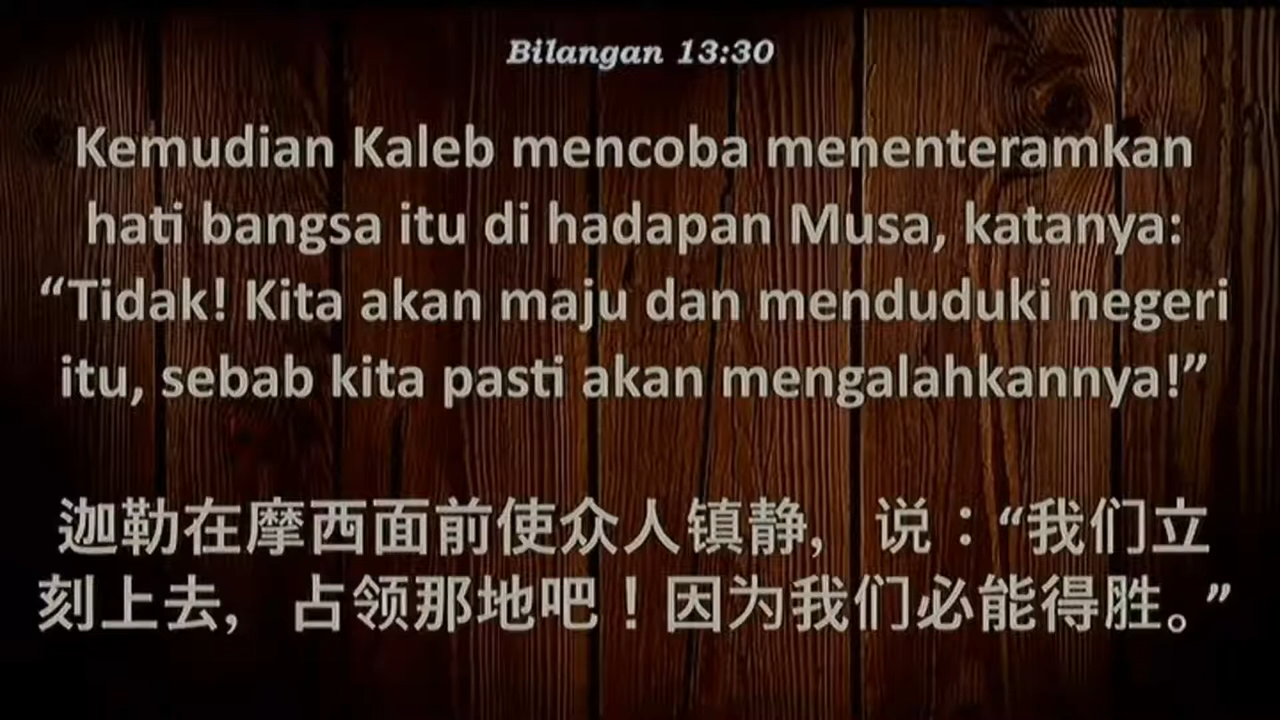 Bilangan 13:30
Kemudian Kaleb mencoba menenteramkan
hati bangsa itu di hadapan Musa, katanya:
“Tidak! Kita akan maju dan menduduki negeri
itu, sebab kita pasti akan mengalahkannya!”
迦勒在摩西面前使众人镇静， 说：“我们立
刻上去， 占领那地吧！因为我们必能得胜。”